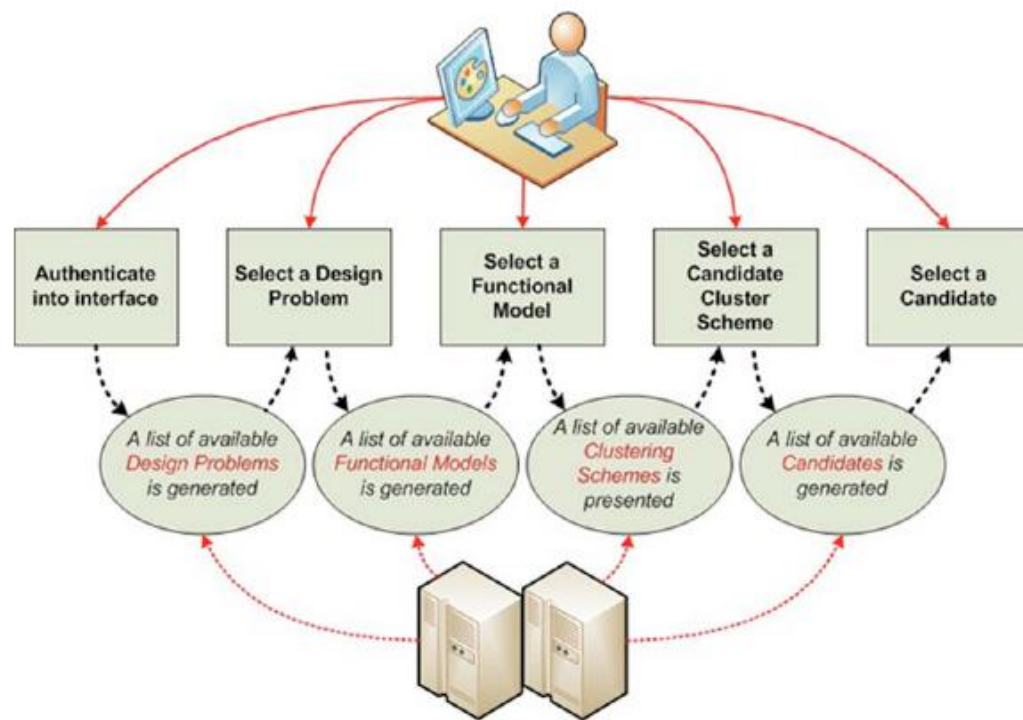 Authenticate
into interface
Select a Design
Problem
Select a
Functional
Model
Select a
Candidate
Cluster
Scheme
Select a
Candidate
A list of available
Design Problems
is generated
A list of available
Functional Models
is generated
A list of available
Clustering
Schemes is
presented
A list of available
Candidates is
generated